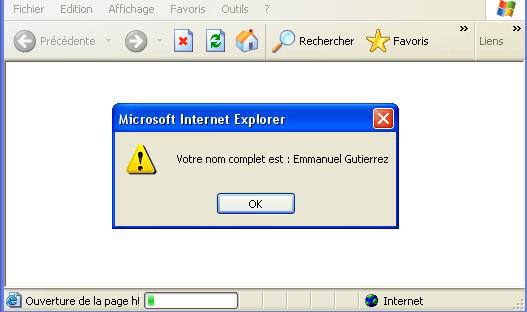 Fichier Edition Affichage Favoris Outils ?
Précédente Rechercher Favoris » Liens »
Microsoft Internet Explorer
Votre nom complet est : Emmanuel Gutierrez
OK
Ouverture de la page ht Internet